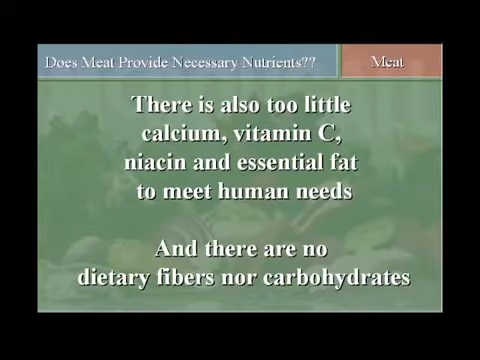 Does Meat Provide Necessary Nutrients??
Meat
There is also too little
calcium, vitamin C,
niacin and essential fat
to meet human needs
And there are no
dietary fibers nor carbohydrates